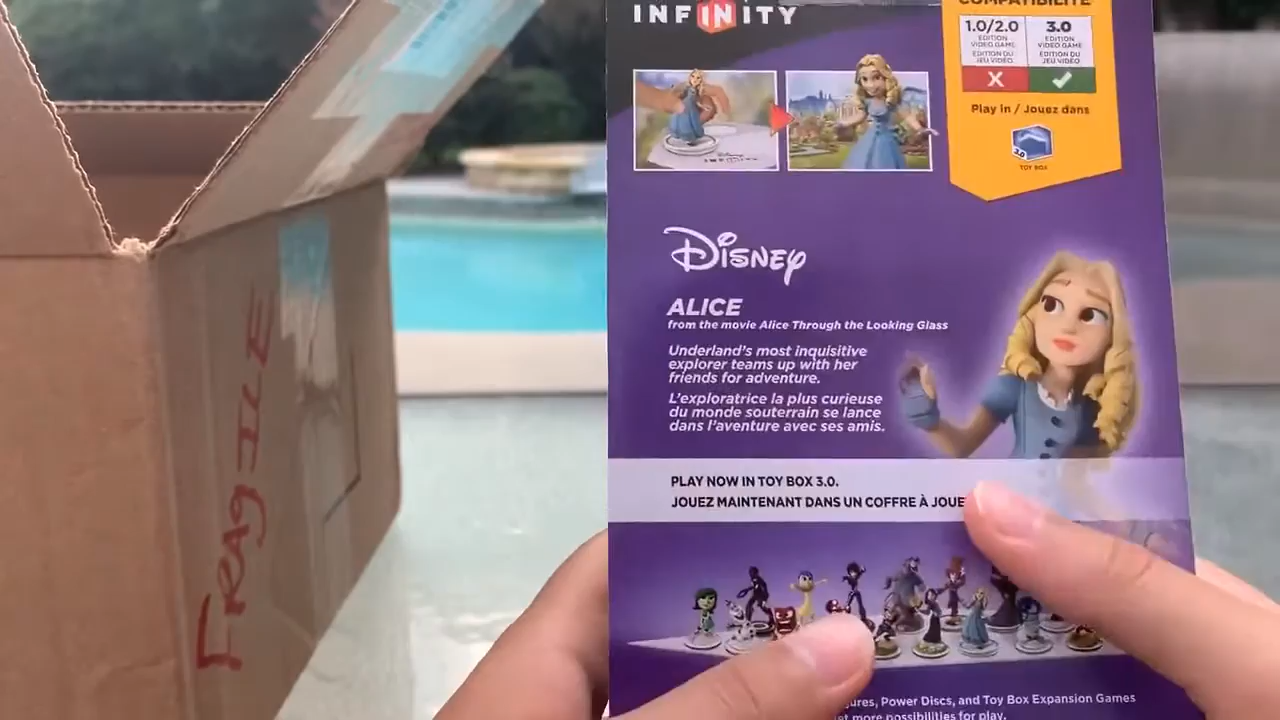 FRAGILE
INFINITY
COMPATIBILITÉ
1.0/2.0
EDITION
VIDEO GAME
EDITION DU
JEU VIDÉO
X
3.0
EDITION
VIDEO GAME
EDITION DU
JEU VIDÉO
Play in / Jouez dans
3.0
TOY BOX
Disney
ALICE
from the movie Alice Through the Looking Glass
Underland's most inquisitive
explorer teams up with her
friends for adventure.
L'exploratrice la plus curieuse
du monde souterrain se lance
dans l'aventure avec ses amis.
PLAY NOW IN TOY BOX 3.0.
JOUEZ MAINTENANT DANS UN COFFRE À JOUE
Power Discs, and Toy Box Expansion Games
more possibilities for play.